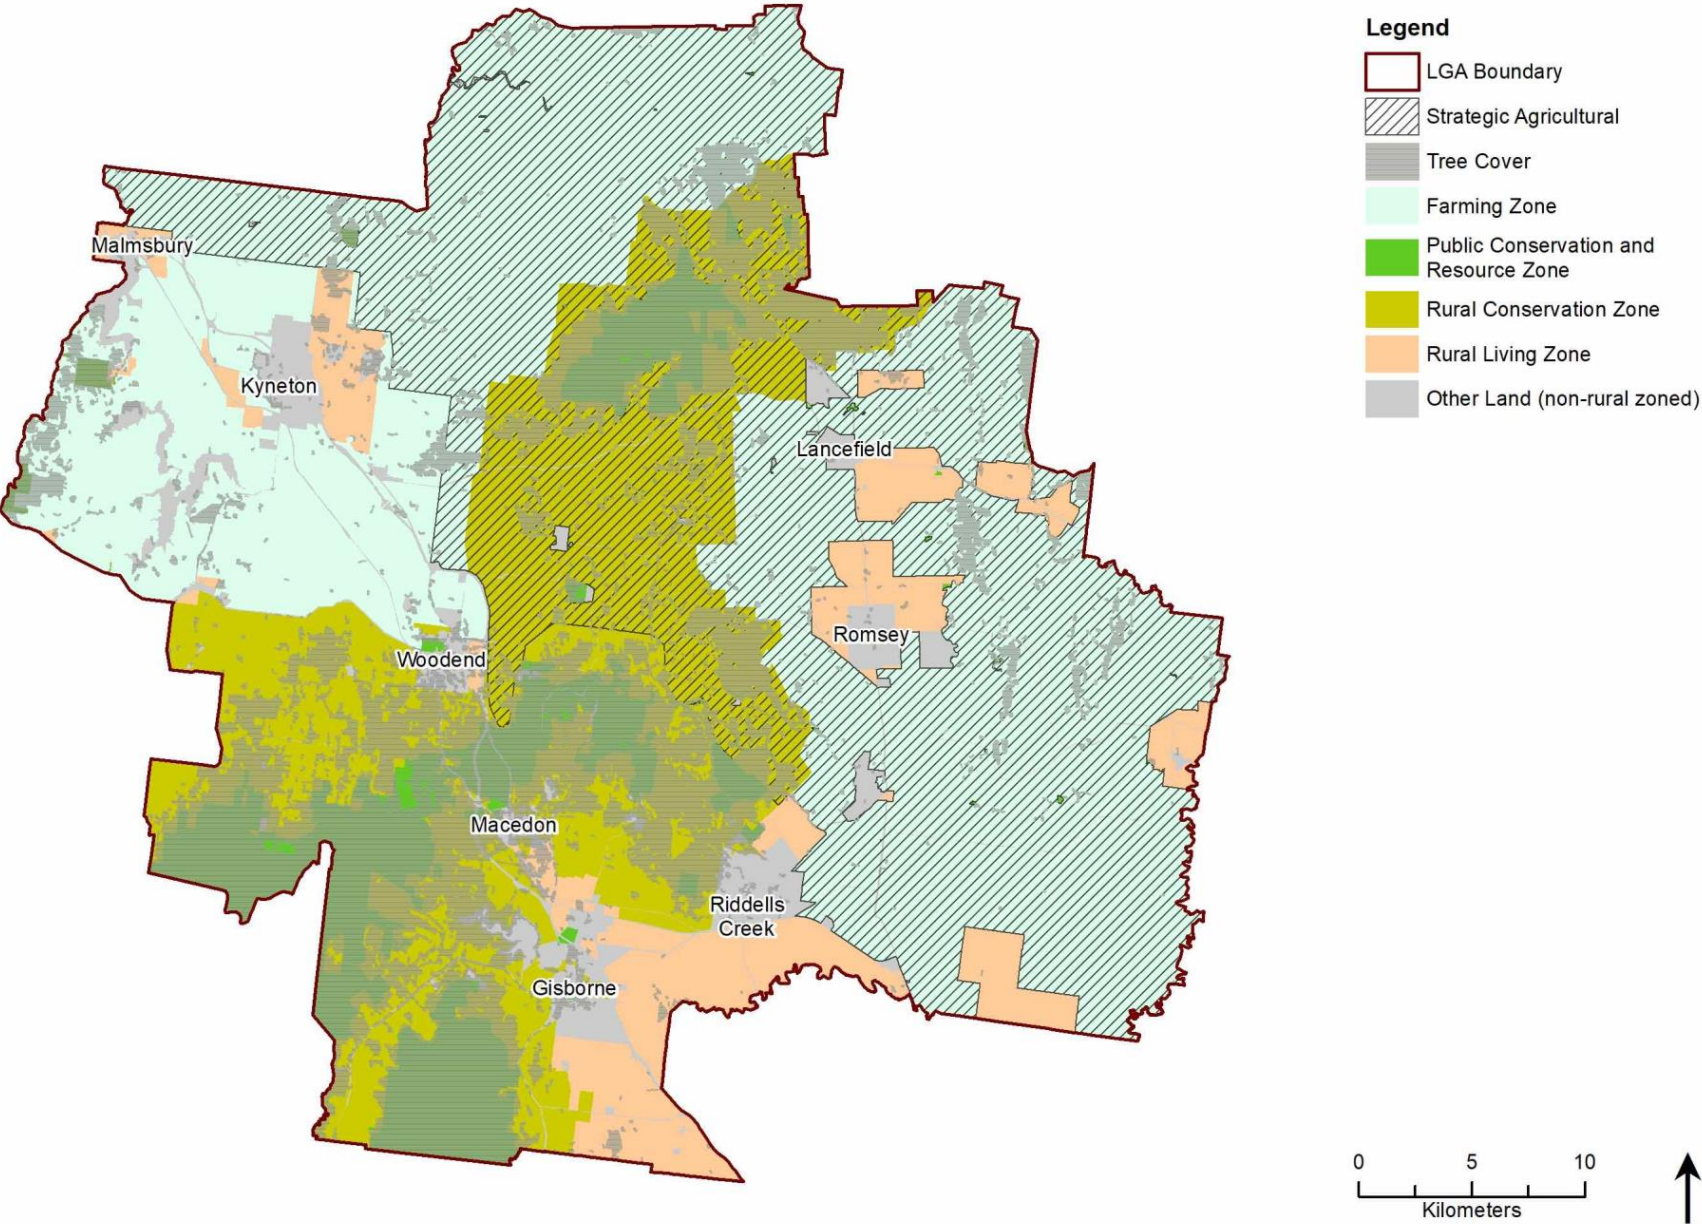 Legend
LGA Boundary
Strategic Agricultural
Tree Cover
Farming Zone
Public Conservation and
Resource Zone
Rural Conservation Zone
Rural Living Zone
Other Land (non-rural zoned)
Malmsbury
Kyneton
Lancefield
Romsey
Woodend
Macedon
Riddells
Creek
Gisborne
0 5 10
Kilometers